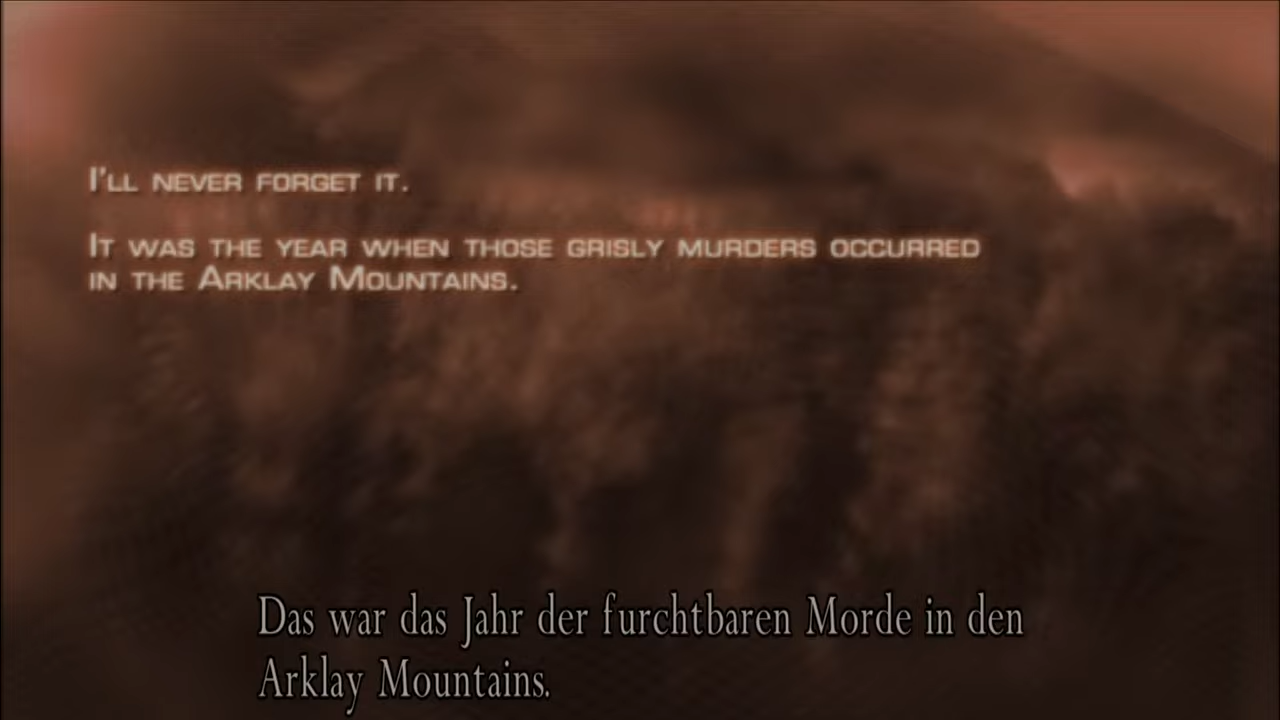 I'll never forget it.
It was the year when those grisly murders occurred
in the Arklay Mountains.
Das war das Jahr der furchtbaren Morde in den
Arklay Mountains.